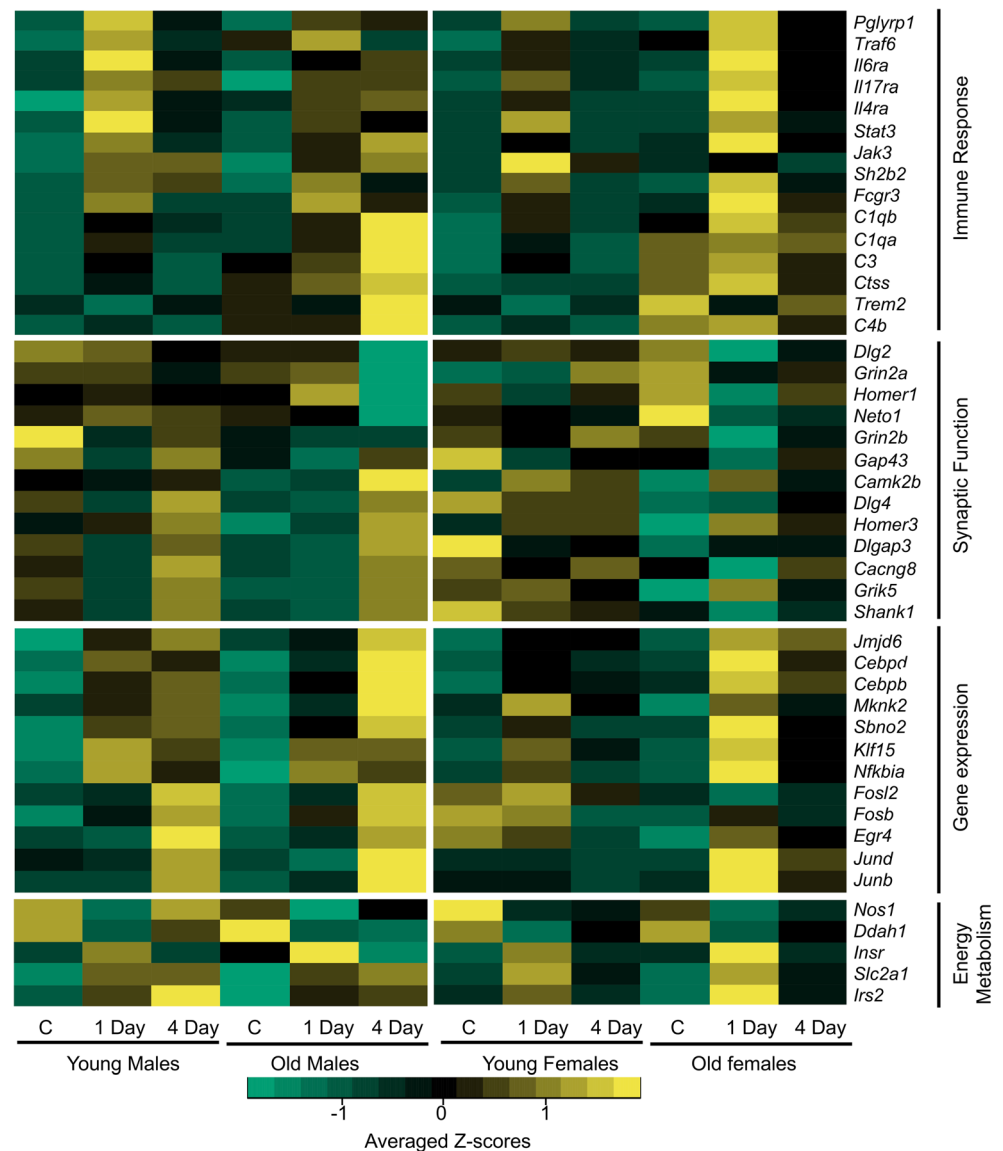 Pglyrp1
Traf6
Il6ra
Il17ra
Il4ra
Stat3
Jak3
Sh2b2
Fcgr3
C1qb
C1qa
C3
Ctss
Trem2
C4b
Immune Response
Dlg2
Grin2a
Homer1
Neto1
Grin2b
Gap43
Camk2b
Dlg4
Homer3
Dlgap3
Cacng8
Grik5
Shank1
Synaptic Function
Jmjd6
Cebpd
Cebpb
Mknk2
Sbno2
Klf15
Nfkbia
Fosl2
Fosb
Egr4
Jund
Junb
Gene expression
Nos1
Ddah1
Insr
Slc2a1
Irs2
Energy
Metabolism
C 1 Day 4 Day C 1 Day 4 Day C 1 Day 4 Day C 1 Day 4 Day
Young Males Old Males Young Females Old females
-1 0 1
Averaged Z-scores